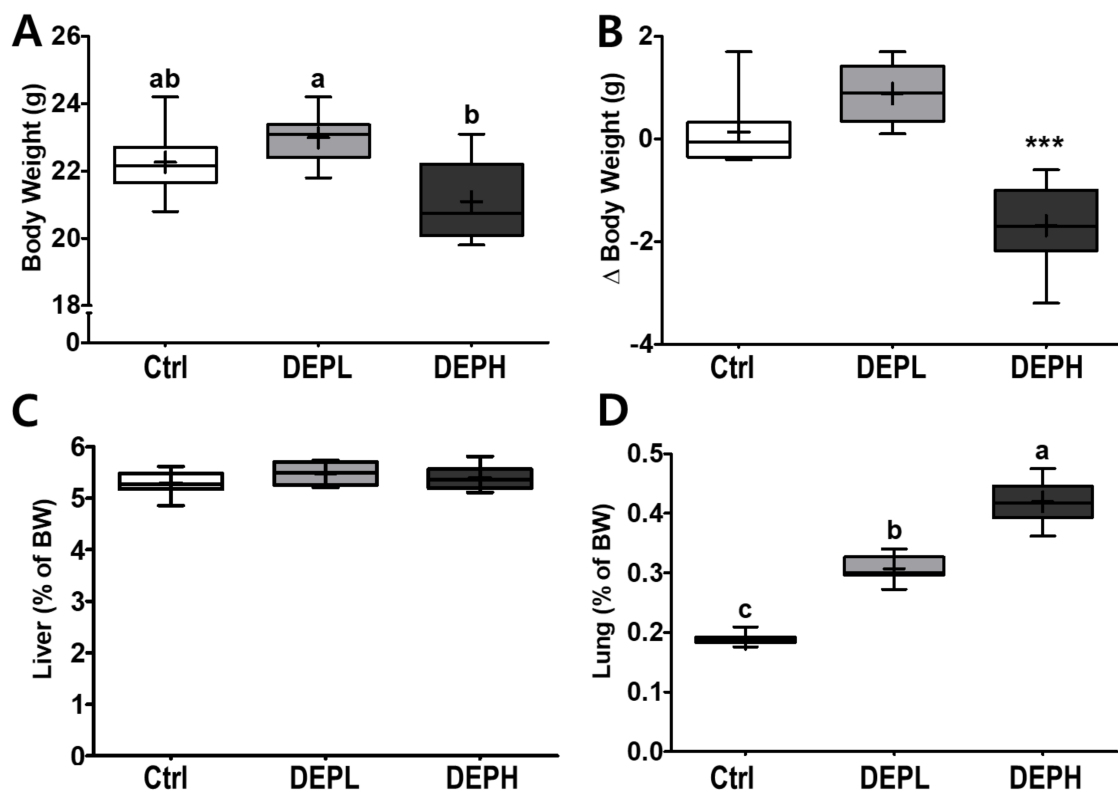 A
Body Weight (g)
26
24
22
20
18
0
ab
a
b
Ctrl
DEPL
DEPH
B
Δ Body Weight (g)
2
0
-2
-4
***
Ctrl
DEPL
DEPH
C
Liver (% of BW)
6
5
4
3
2
1
0
Ctrl
DEPL
DEPH
D
Lung (% of BW)
0.5
0.4
0.3
0.2
0.1
0.0
c
b
a
Ctrl
DEPL
DEPH